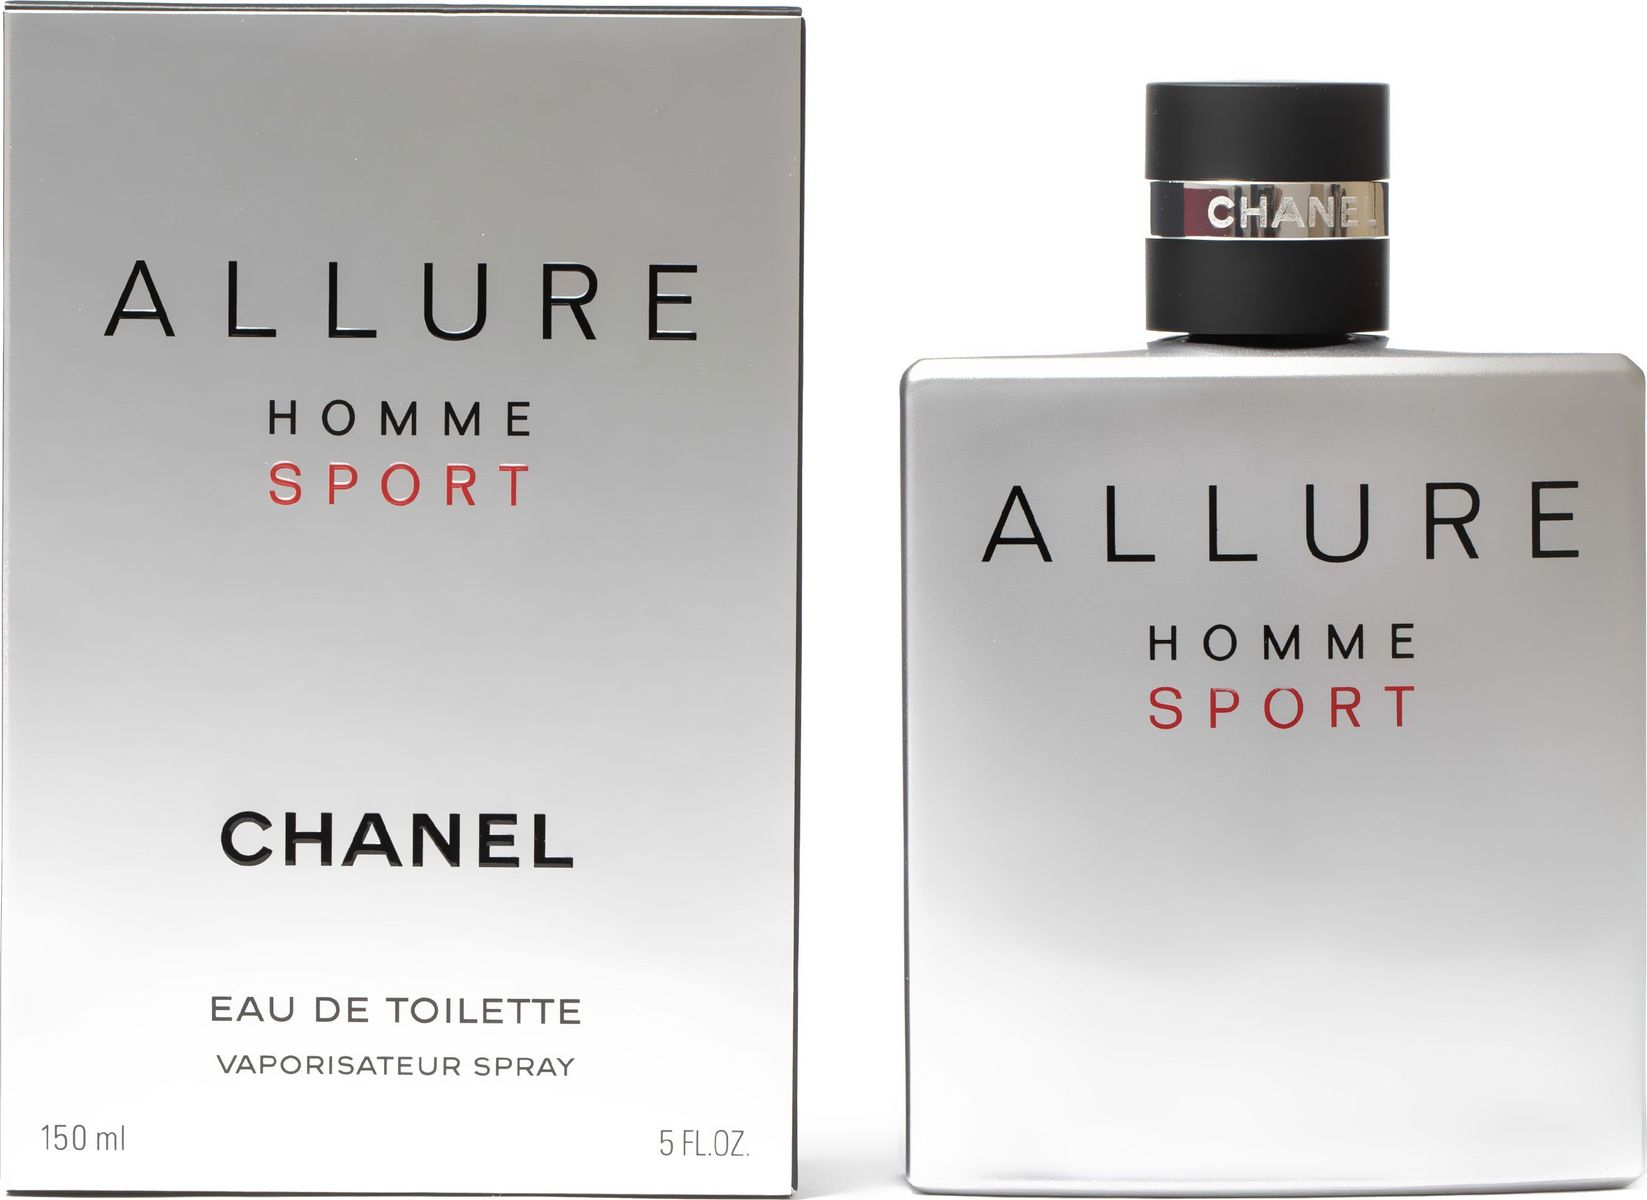 ALLURE
HOMME
SPORT
CHANEL
EAU DE TOILETTE
VAPORISATEUR SPRAY
150 ml
5 FL.OZ.
CHANEL
ALLURE
HOMME
SPORT